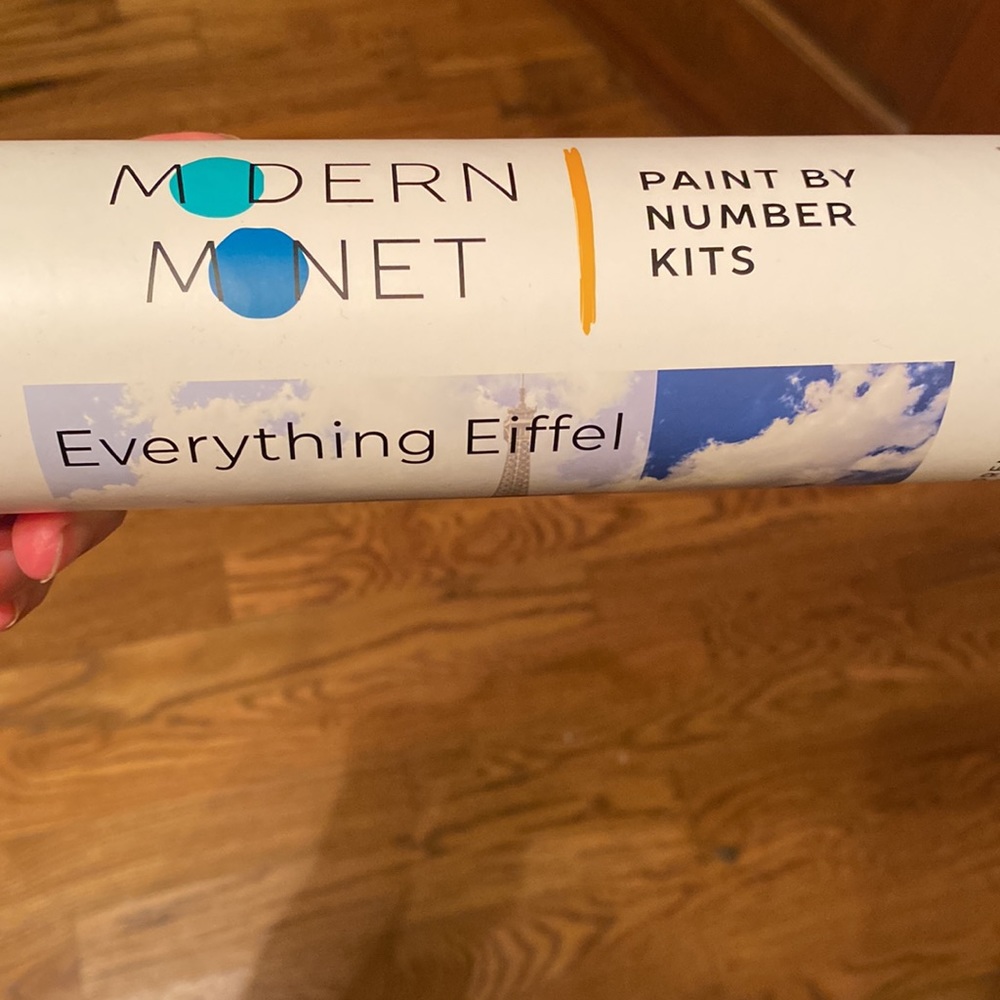 MODERN
MONET
PAINT BY
NUMBER
KITS
Everything Eiffel